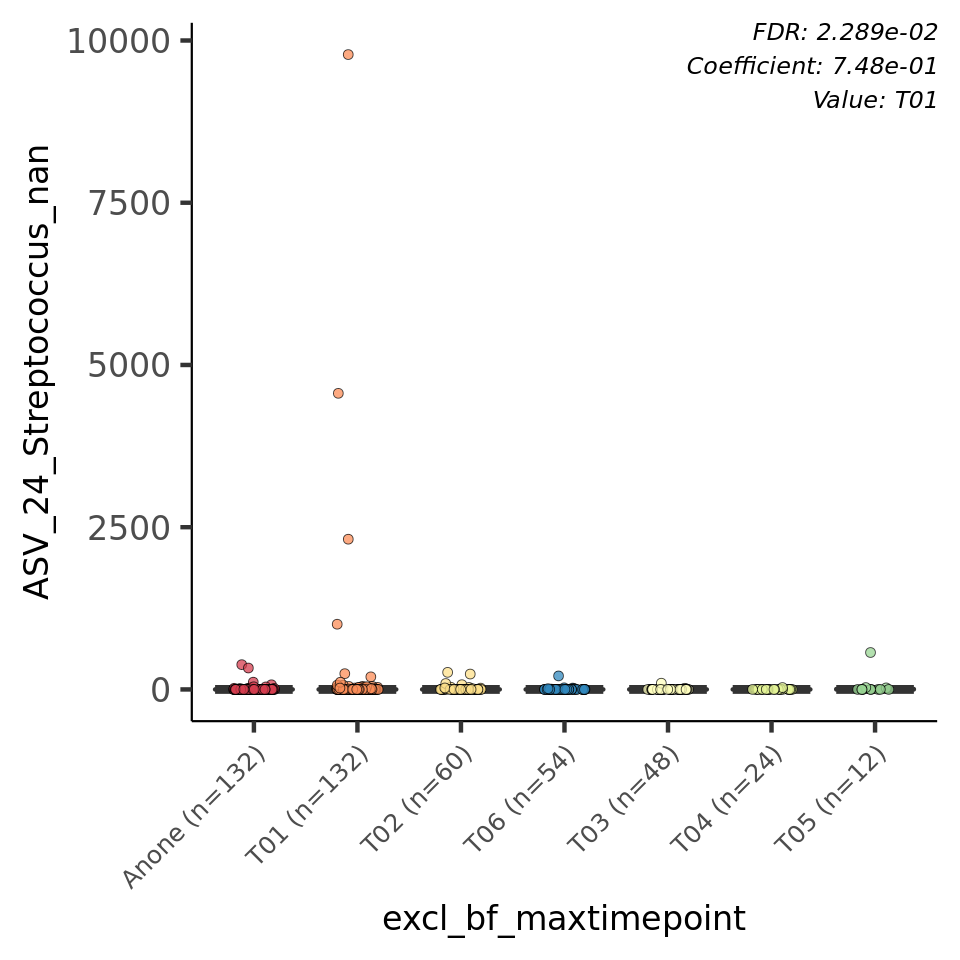 FDR: 2.289e-02
Coefficient: 7.48e-01
Value: T01
10000
7500
5000
2500
0
ASV_24_Streptococcus_nan
Anone (n=132)
T01 (n=132)
T02 (n=60)
T06 (n=54)
T03 (n=48)
T04 (n=24)
T05 (n=12)
excl_bf_maxtimepoint